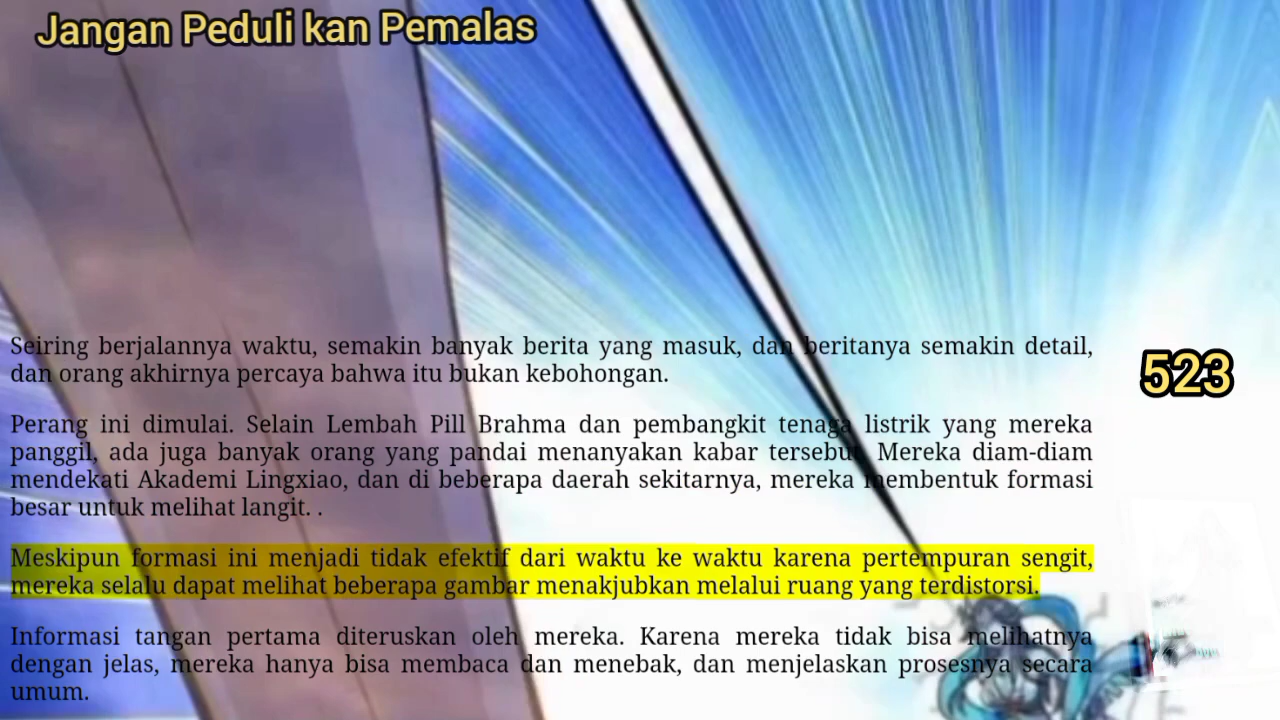 Jangan Peduli kan Pemalas
Seiring berjalannya waktu, semakin banyak berita yang masuk, dan beritanya semakin detail,
dan orang akhirnya percaya bahwa itu bukan kebohongan.
523
Perang ini dimulai. Selain Lembah Pill Brahma dan pembangkit tenaga listrik yang mereka
panggil, ada juga banyak orang yang pandai menanyakan kabar tersebut. Mereka diam-diam
mendekati Akademi Lingxiao, dan di beberapa daerah sekitarnya, mereka membentuk formasi
besar untuk melihat langit. .
Meskipun formasi ini menjadi tidak efektif dari waktu ke waktu karena pertempuran sengit,
mereka selalu dapat melihat beberapa gambar menakjubkan melalui ruang yang terdistorsi.
Informasi tangan pertama diteruskan oleh mereka. Karena mereka tidak bisa melihatnya
dengan jelas, mereka hanya bisa membaca dan menebak, dan menjelaskan prosesnya secara
umum.